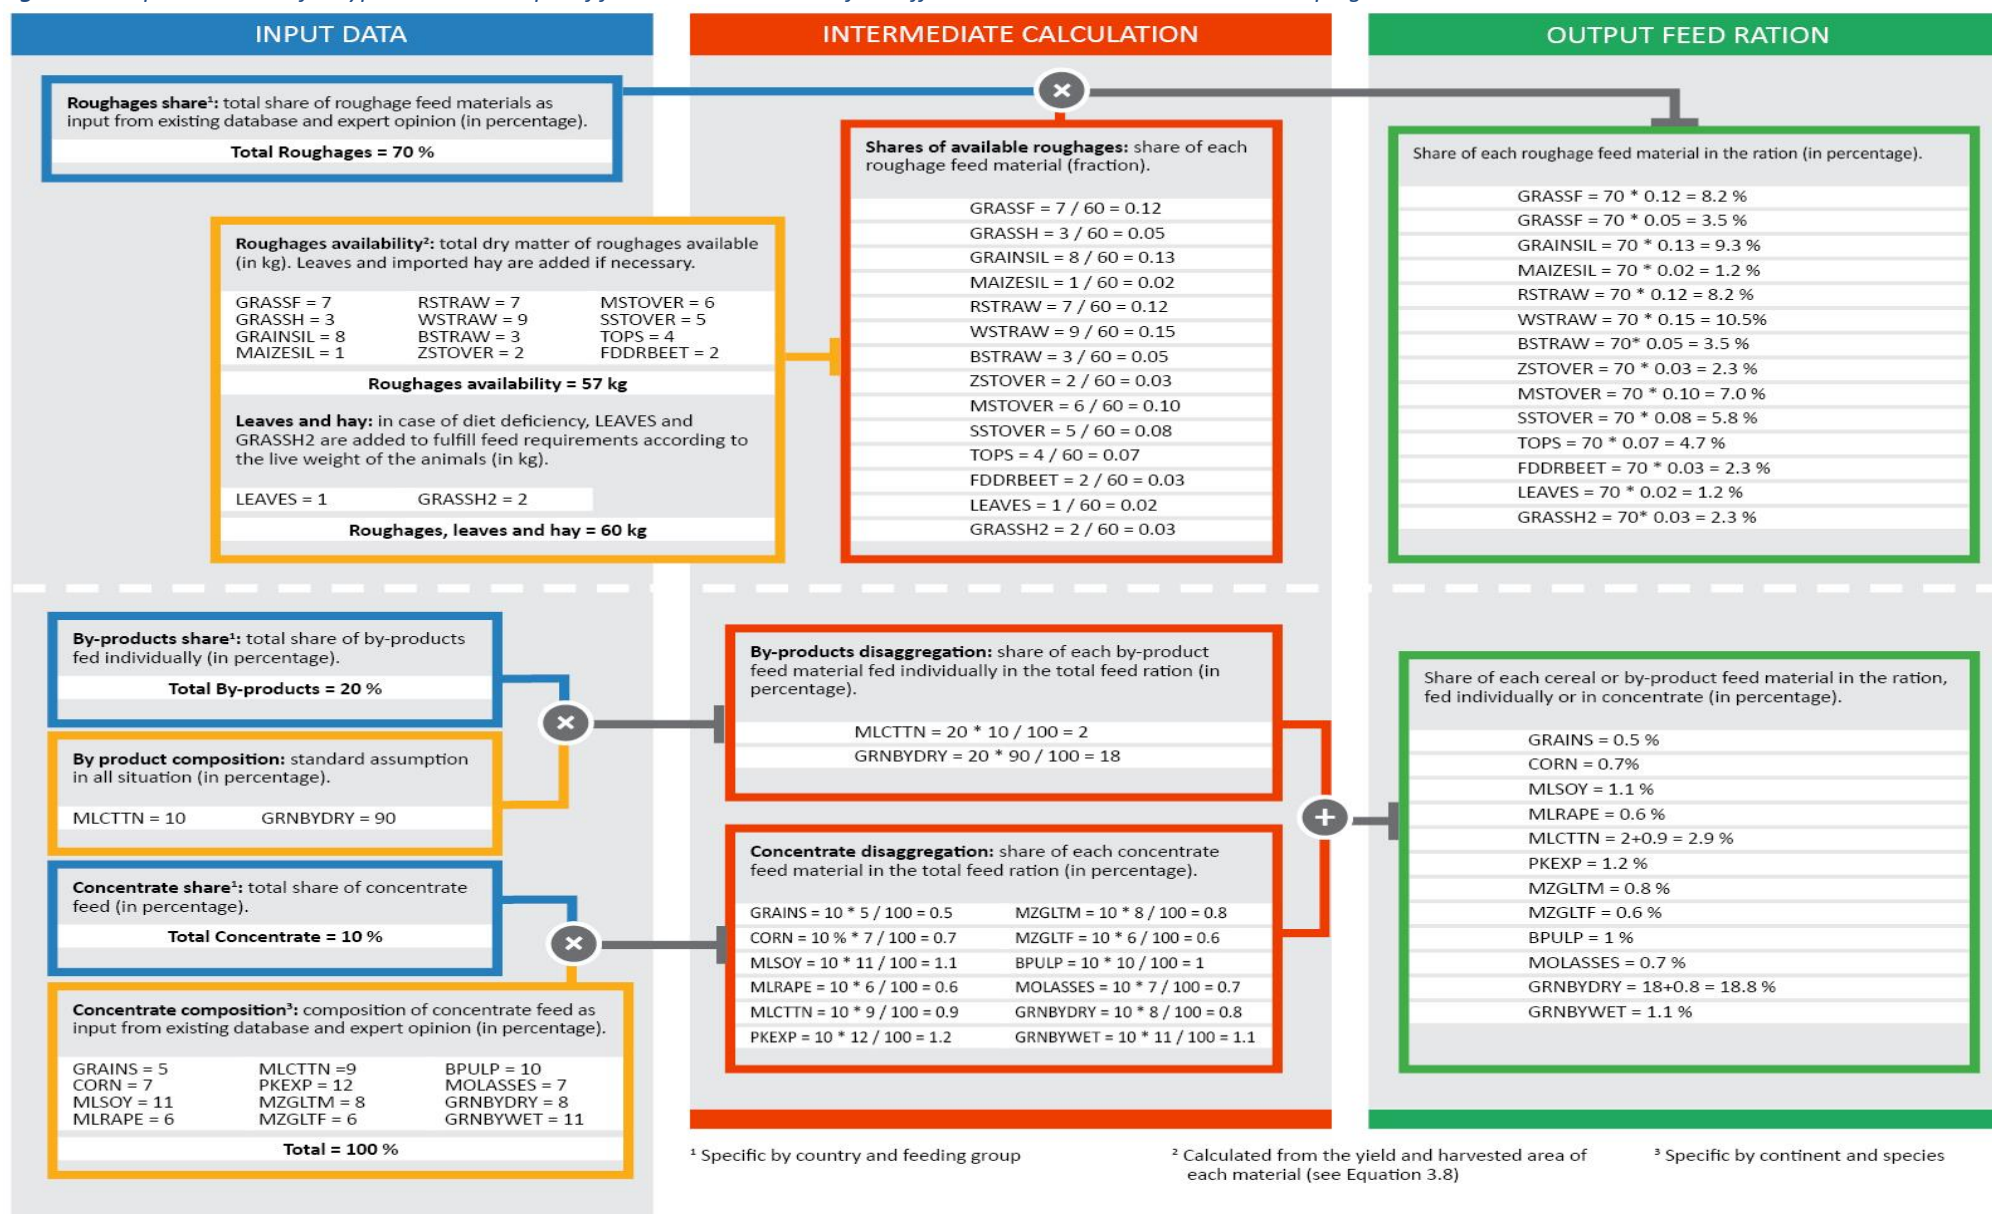 INPUT DATA
Roughages share¹: total share of roughage feed materials as
input from existing database and expert opinion (in percentage).
Total Roughages = 70 %
Roughages availability²: total dry matter of roughages available
(in kg). Leaves and imported hay are added if necessary.
GRASSF = 7 RSTRAW = 7 MSTOVER = 6
GRASSH = 3 WSTRAW = 9 SSTOVER = 5
GRAINSIL = 8 BSTRAW = 3 TOPS = 4
MAIZESIL = 1 ZSTOVER = 2 FDDRBEET = 2
Roughages availability = 57 kg
Leaves and hay: in case of diet deficiency, LEAVES and
GRASSH2 are added to fulfill feed requirements according to
the live weight of the animals (in kg).
LEAVES = 1 GRASSH2 = 2
Roughages, leaves and hay = 60 kg
By-products share¹: total share of by-products
fed individually (in percentage).
Total By-products = 20 %
By product composition: standard assumption
in all situation (in percentage).
MLCTTN = 10 GRNBYDRY = 90
Concentrate share¹: total share of concentrate
feed (in percentage).
Total Concentrate = 10 %
Concentrate composition³: composition of concentrate feed as
input from existing database and expert opinion (in percentage).
GRAINS = 5 MLCTTN =9 BPULP = 10
CORN = 7 PKEXP = 12 MOLASSES = 7
MLSOY = 11 MZGLTM = 8 GRNBYDRY = 8
MLRAPE = 6 MZGLTF = 6 GRNBYWET = 11
Total = 100 %
INTERMEDIATE CALCULATION
×
Shares of available roughages: share of each
roughage feed material (fraction).
GRASSF = 7 / 60 = 0.12
GRASSH = 3 / 60 = 0.05
GRAINSIL = 8 / 60 = 0.13
MAIZESIL = 1 / 60 = 0.02
RSTRAW = 7 / 60 = 0.12
WSTRAW = 9 / 60 = 0.15
BSTRAW = 3 / 60 = 0.05
ZSTOVER = 2 / 60 = 0.03
MSTOVER = 6 / 60 = 0.10
SSTOVER = 5 / 60 = 0.08
TOPS = 4 / 60 = 0.07
FDDRBEET = 2 / 60 = 0.03
LEAVES = 1 / 60 = 0.02
GRASSH2 = 2 / 60 = 0.03
×
By-products disaggregation: share of each by-product
feed material fed individually in the total feed ration (in
percentage).
MLCTTN = 20 * 10 / 100 = 2
GRNBYDRY = 20 * 90 / 100 = 18
×
Concentrate disaggregation: share of each concentrate
feed material in the total feed ration (in percentage).
GRAINS = 10 * 5 / 100 = 0.5 MZGLTM = 10 * 8 / 100 = 0.8
CORN = 10 % * 7 / 100 = 0.7 MZGLTF = 10 * 6 / 100 = 0.6
MLSOY = 10 * 11 / 100 = 1.1 BPULP = 10 * 10 / 100 = 1
MLRAPE = 10 * 6 / 100 = 0.6 MOLASSES = 10 * 7 / 100 = 0.7
MLCTTN = 10 * 9 / 100 = 0.9 GRNBYDRY = 10 * 8 / 100 = 0.8
PKEXP = 10 * 12 / 100 = 1.2 GRNBYWET = 10 * 11 / 100 = 1.1
+
OUTPUT FEED RATION
Share of each roughage feed material in the ration (in percentage).
GRASSF = 70 * 0.12 = 8.2 %
GRASSF = 70 * 0.05 = 3.5 %
GRAINSIL = 70 * 0.13 = 9.3 %
MAIZESIL = 70 * 0.02 = 1.2 %
RSTRAW = 70 * 0.12 = 8.2 %
WSTRAW = 70 * 0.15 = 10.5%
BSTRAW = 70* 0.05 = 3.5 %
ZSTOVER = 70 * 0.03 = 2.3 %
MSTOVER = 70 * 0.10 = 7.0 %
SSTOVER = 70 * 0.08 = 5.8 %
TOPS = 70 * 0.07 = 4.7 %
FDDRBEET = 70 * 0.03 = 2.3 %
LEAVES = 70 * 0.02 = 1.2 %
GRASSH2 = 70* 0.03 = 2.3 %
Share of each cereal or by-product feed material in the ration,
fed individually or in concentrate (in percentage).
GRAINS = 0.5 %
CORN = 0.7%
MLSOY = 1.1 %
MLRAPE = 0.6 %
MLCTTN = 2+0.9 = 2.9 %
PKEXP = 1.2 %
MZGLTM = 0.8 %
MZGLTF = 0.6 %
BPULP = 1 %
MOLASSES = 0.7 %
GRNBYDRY = 18+0.8 = 18.8 %
GRNBYWET = 1.1 %
¹ Specific by country and feeding group
² Calculated from the yield and harvested area of
each material (see Equation 3.8)
³ Specific by continent and species